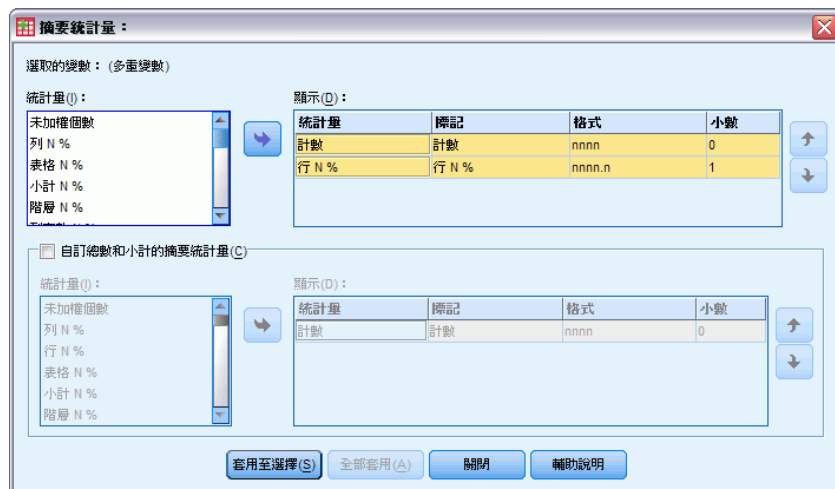 摘要統計量：
選取的變數： (多重變數)
統計量(I)：
未加權個數
列 N %
表格 N %
小計 N %
階層 N %
顯示(D)：
統計量 標記 格式 小數
計數 計數 nnnn 0
行 N % 行 N % nnnn.n 1
自訂總數和小計的摘要統計量(C)
統計量(I)：
未加權個數
列 N %
行 N %
表格 N %
小計 N %
階層 N %
顯示(D)：
統計量 標記 格式 小數
計數 計數 nnnn 0
套用至選擇(S) 全部套用(A) 關閉 輔助說明